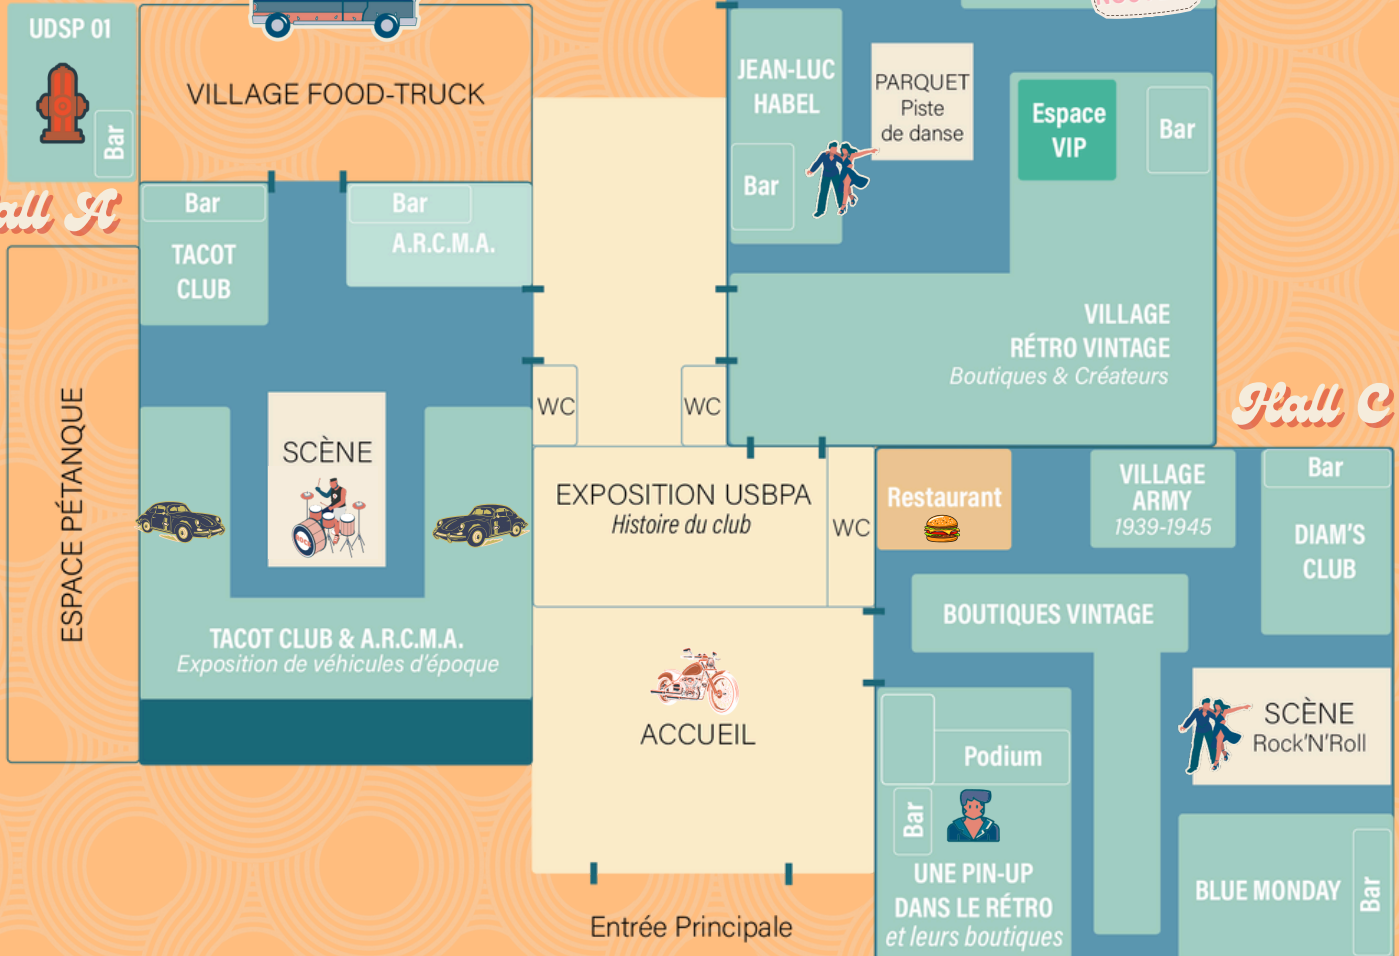 UDSP 01
Bar
VILLAGE FOOD-TRUCK
JEAN-LUC
HABEL
Bar
PARQUET
Piste
de danse
Espace
VIP
Bar
all A
Bar
TACOT
CLUB
Bar
A.R.C.M.A.
VILLAGE
RÉTRO VINTAGE
Boutiques & Créateurs
WC
WC
Hall C
ESPACE PÉTANQUE
SCÈNE
ROCK
TACOT CLUB & A.R.C.M.A.
Exposition de véhicules d'époque
EXPOSITION USBPA
Histoire du club
WC
Restaurant
VILLAGE
ARMY
1939-1945
Bar
DIAM'S
CLUB
BOUTIQUES VINTAGE
ACCUEIL
SCÈNE
Rock'N'Roll
Podium
Bar
UNE PIN-UP
DANS LE RÉTRO
et leurs boutiques
BLUE MONDAY
Bar
Entrée Principale